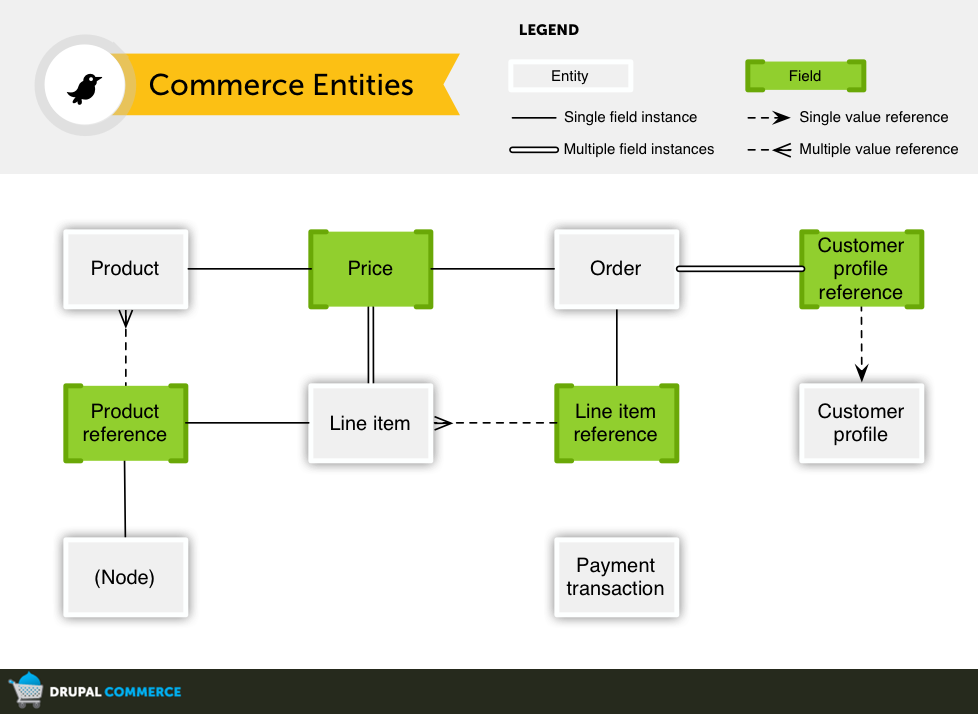 LEGEND
Commerce Entities
Entity
Field
Single field instance
Single value reference
Multiple field instances
Multiple value reference
Product
Price
Order
Customer
profile
reference
Product
reference
Line item
Line item
reference
Customer
profile
(Node)
Payment
transaction
DRUPAL COMMERCE